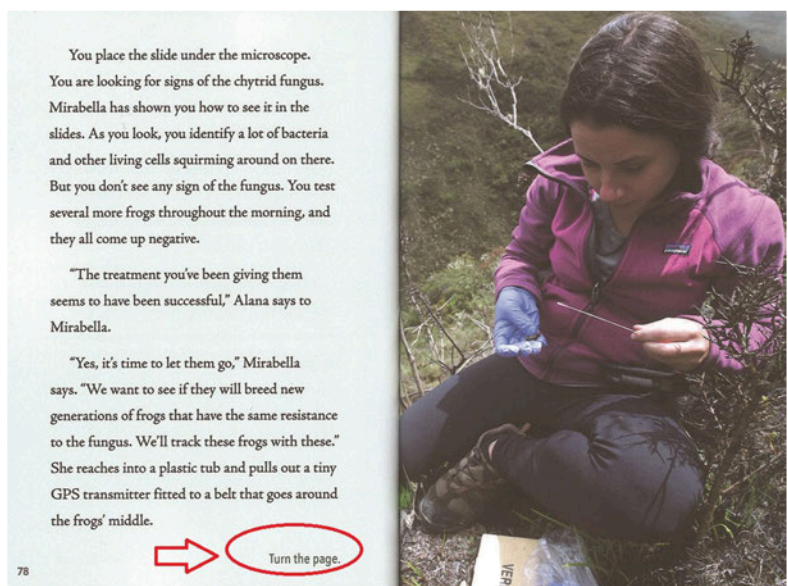 You place the slide under the microscope.
You are looking for signs of the chytrid fungus.
Mirabella has shown you how to see it in the
slides. As you look, you identify a lot of bacteria
and other living cells squirming around on there.
But you don't see any sign of the fungus. You test
several more frogs throughout the morning, and
they all come up negative.
"The treatment you've been giving them
seems to have been successful," Alana says to
Mirabella.
"Yes, it's time to let them go," Mirabella
says. "We want to see if they will breed new
generations of frogs that have the same resistance
to the fungus. We'll track these frogs with these."
She reaches into a plastic tub and pulls out a tiny
GPS transmitter fitted to a belt that goes around
the frogs' middle.
Turn the page.
78
VER